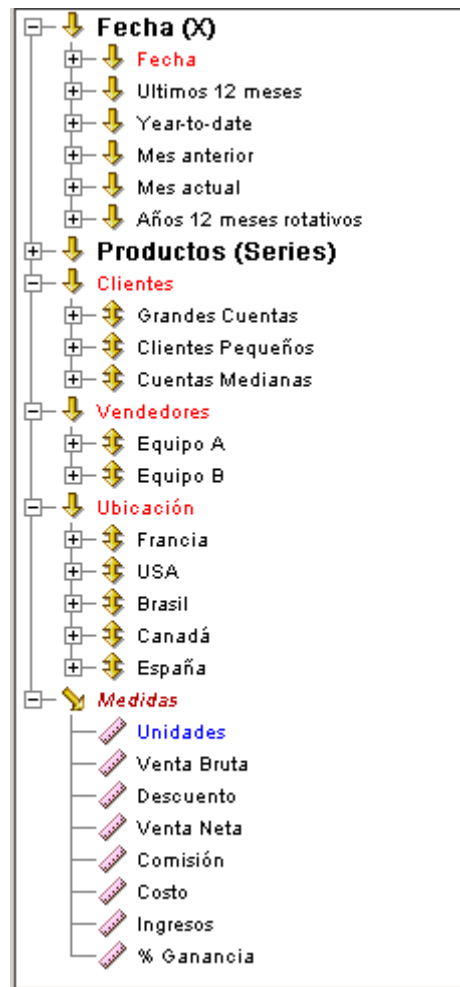 Fecha (X)
Fecha
Ultimos 12 meses
Year-to-date
Mes anterior
Mes actual
Años 12 meses rotativos
Productos (Series)
Clientes
Grandes Cuentas
Clientes Pequeños
Cuentas Medianas
Vendedores
Equipo A
Equipo B
Ubicación
Francia
USA
Brasil
Canadá
España
Medidas
Unidades
Venta Bruta
Descuento
Venta Neta
Comisión
Costo
Ingresos
% Ganancia